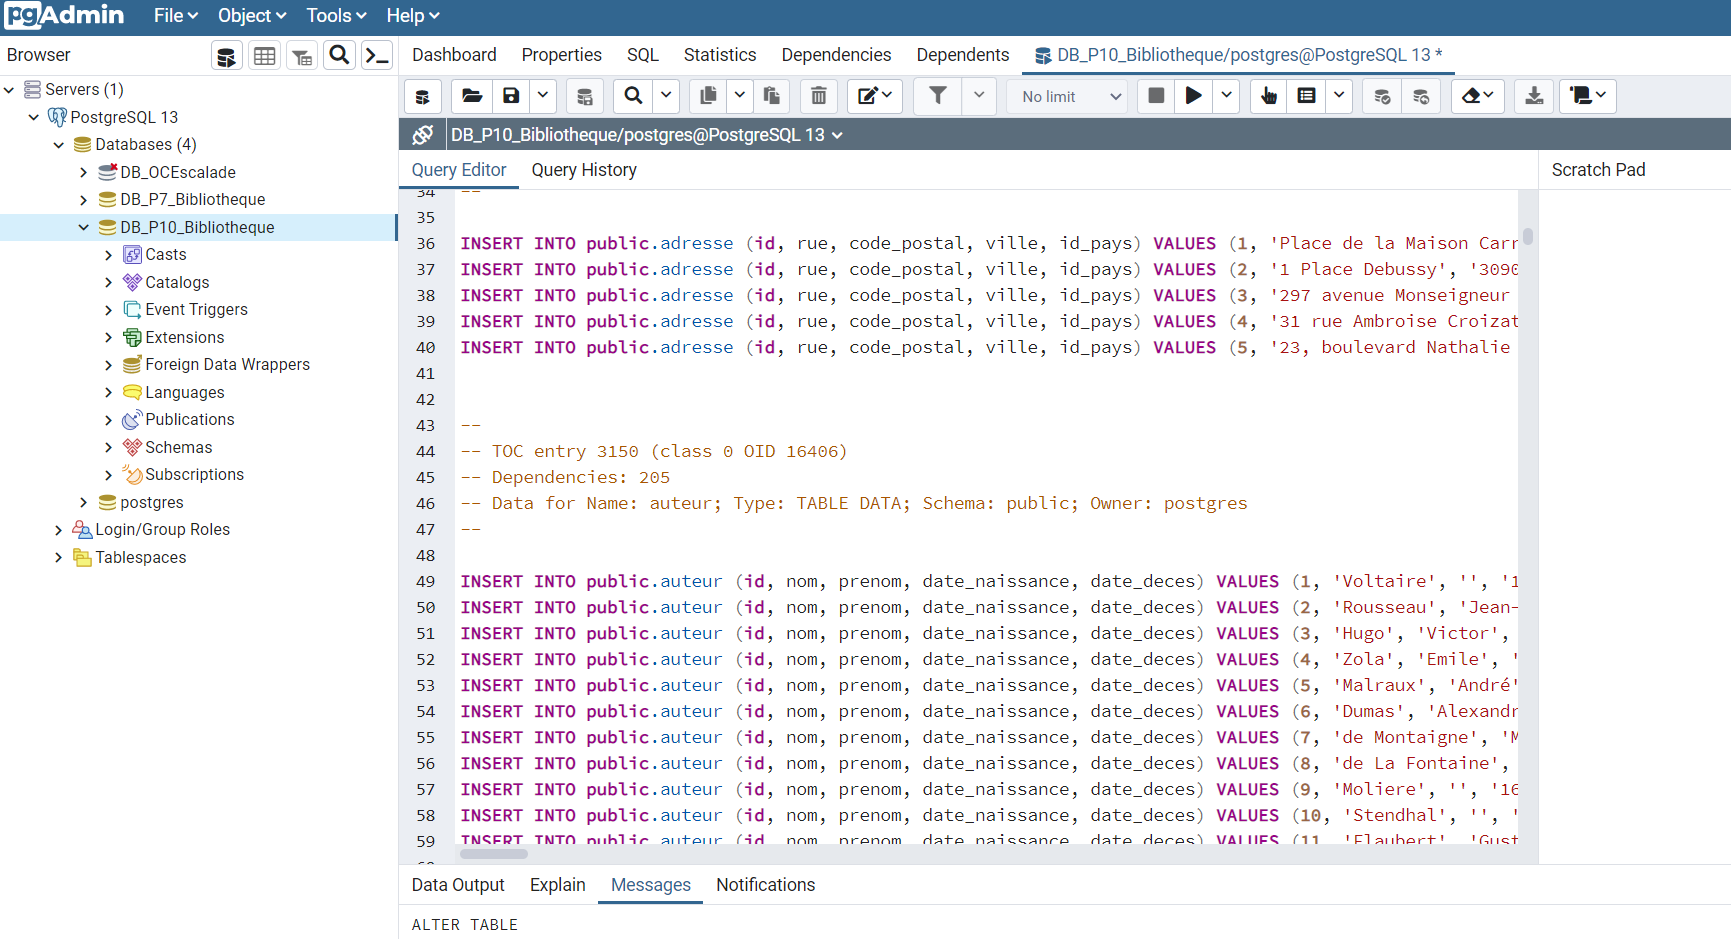 pgAdmin File Object Tools Help
Browser
Dashboard Properties SQL Statistics Dependencies Dependents DB_P10_Bibliotheque/postgres@PostgreSQL 13 *
Servers (1)
PostgreSQL 13
Databases (4)
DB_OCEscalade
DB_P7_Bibliotheque
DB_P10_Bibliotheque
Casts
Catalogs
Event Triggers
Extensions
Foreign Data Wrappers
Languages
Publications
Schemas
Subscriptions
postgres
Login/Group Roles
Tablespaces
No limit
DB_P10_Bibliotheque/postgres@PostgreSQL 13
Query Editor Query History
Scratch Pad
34 --
35
36 INSERT INTO public.adresse (id, rue, code_postal, ville, id_pays) VALUES (1, 'Place de la Maison Carr
37 INSERT INTO public.adresse (id, rue, code_postal, ville, id_pays) VALUES (2, '1 Place Debussy', '3090
38 INSERT INTO public.adresse (id, rue, code_postal, ville, id_pays) VALUES (3, '297 avenue Monseigneur
39 INSERT INTO public.adresse (id, rue, code_postal, ville, id_pays) VALUES (4, '31 rue Ambroise Croizat
40 INSERT INTO public.adresse (id, rue, code_postal, ville, id_pays) VALUES (5, '23, boulevard Nathalie
41
42
43 --
44 -- TOC entry 3150 (class 0 OID 16406)
45 -- Dependencies: 205
46 -- Data for Name: auteur; Type: TABLE DATA; Schema: public; Owner: postgres
47 --
48
49 INSERT INTO public.auteur (id, nom, prenom, date_naissance, date_deces) VALUES (1, 'Voltaire', '', '1
50 INSERT INTO public.auteur (id, nom, prenom, date_naissance, date_deces) VALUES (2, 'Rousseau', 'Jean-
51 INSERT INTO public.auteur (id, nom, prenom, date_naissance, date_deces) VALUES (3, 'Hugo', 'Victor',
52 INSERT INTO public.auteur (id, nom, prenom, date_naissance, date_deces) VALUES (4, 'Zola', 'Emile', '
53 INSERT INTO public.auteur (id, nom, prenom, date_naissance, date_deces) VALUES (5, 'Malraux', 'André'
54 INSERT INTO public.auteur (id, nom, prenom, date_naissance, date_deces) VALUES (6, 'Dumas', 'Alexandr
55 INSERT INTO public.auteur (id, nom, prenom, date_naissance, date_deces) VALUES (7, 'de Montaigne', 'M
56 INSERT INTO public.auteur (id, nom, prenom, date_naissance, date_deces) VALUES (8, 'de La Fontaine',
57 INSERT INTO public.auteur (id, nom, prenom, date_naissance, date_deces) VALUES (9, 'Moliere', '', '16
58 INSERT INTO public.auteur (id, nom, prenom, date_naissance, date_deces) VALUES (10, 'Stendhal', '', '
59 INSERT INTO public.auteur (id, nom, prenom, date_naissance, date_deces) VALUES (11, 'Flaubert', 'Gust
Data Output Explain Messages Notifications
ALTER TABLE